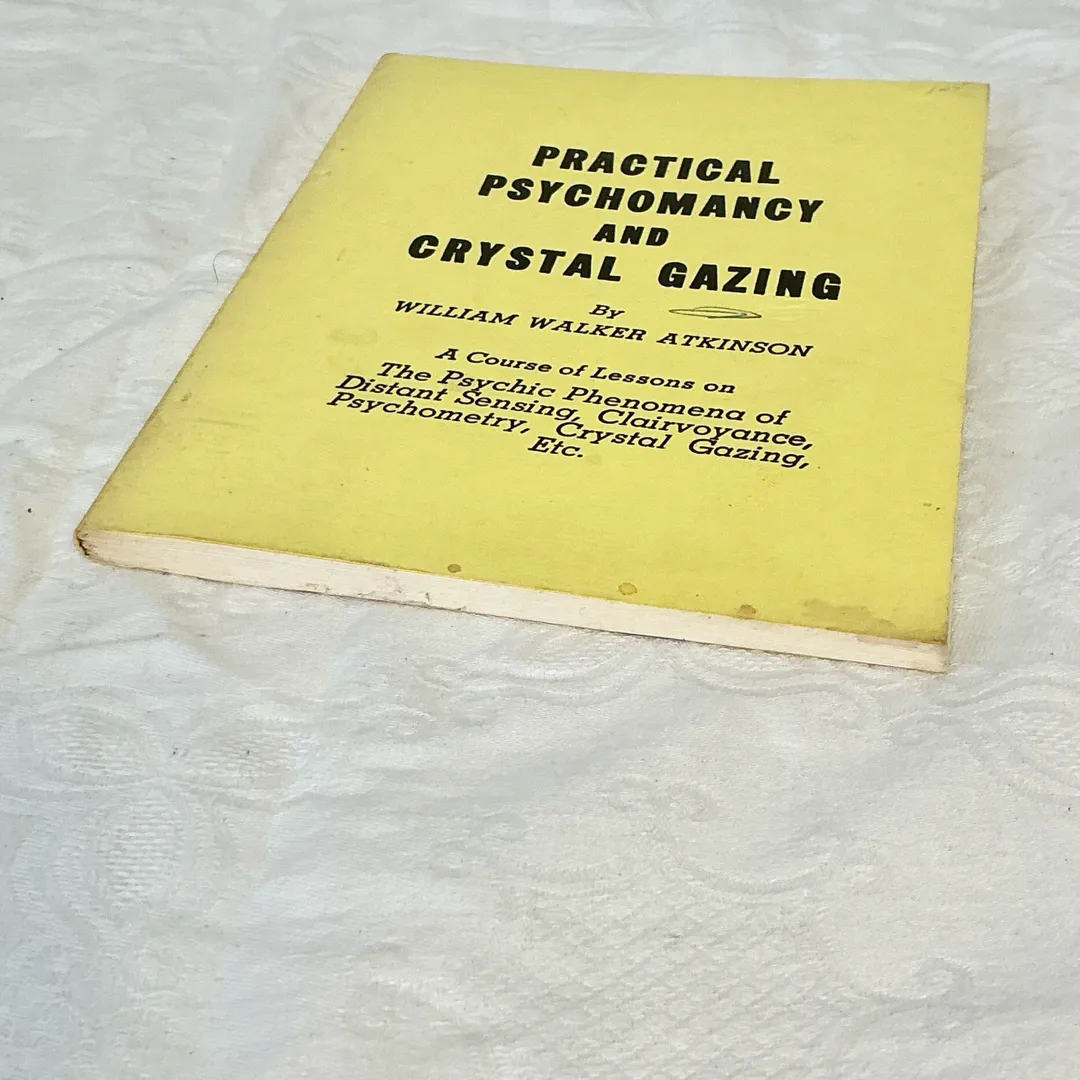 PRACTICAL
PSYCHOMANCY
AND
CRYSTAL GAZING
By
WILLIAM WALKER ATKINSON
A Course of Lessons on
The Psychic Phenomena of
Distant Sensing, Clairvoyance,
Psychometry, Crystal Gazing,
Etc.